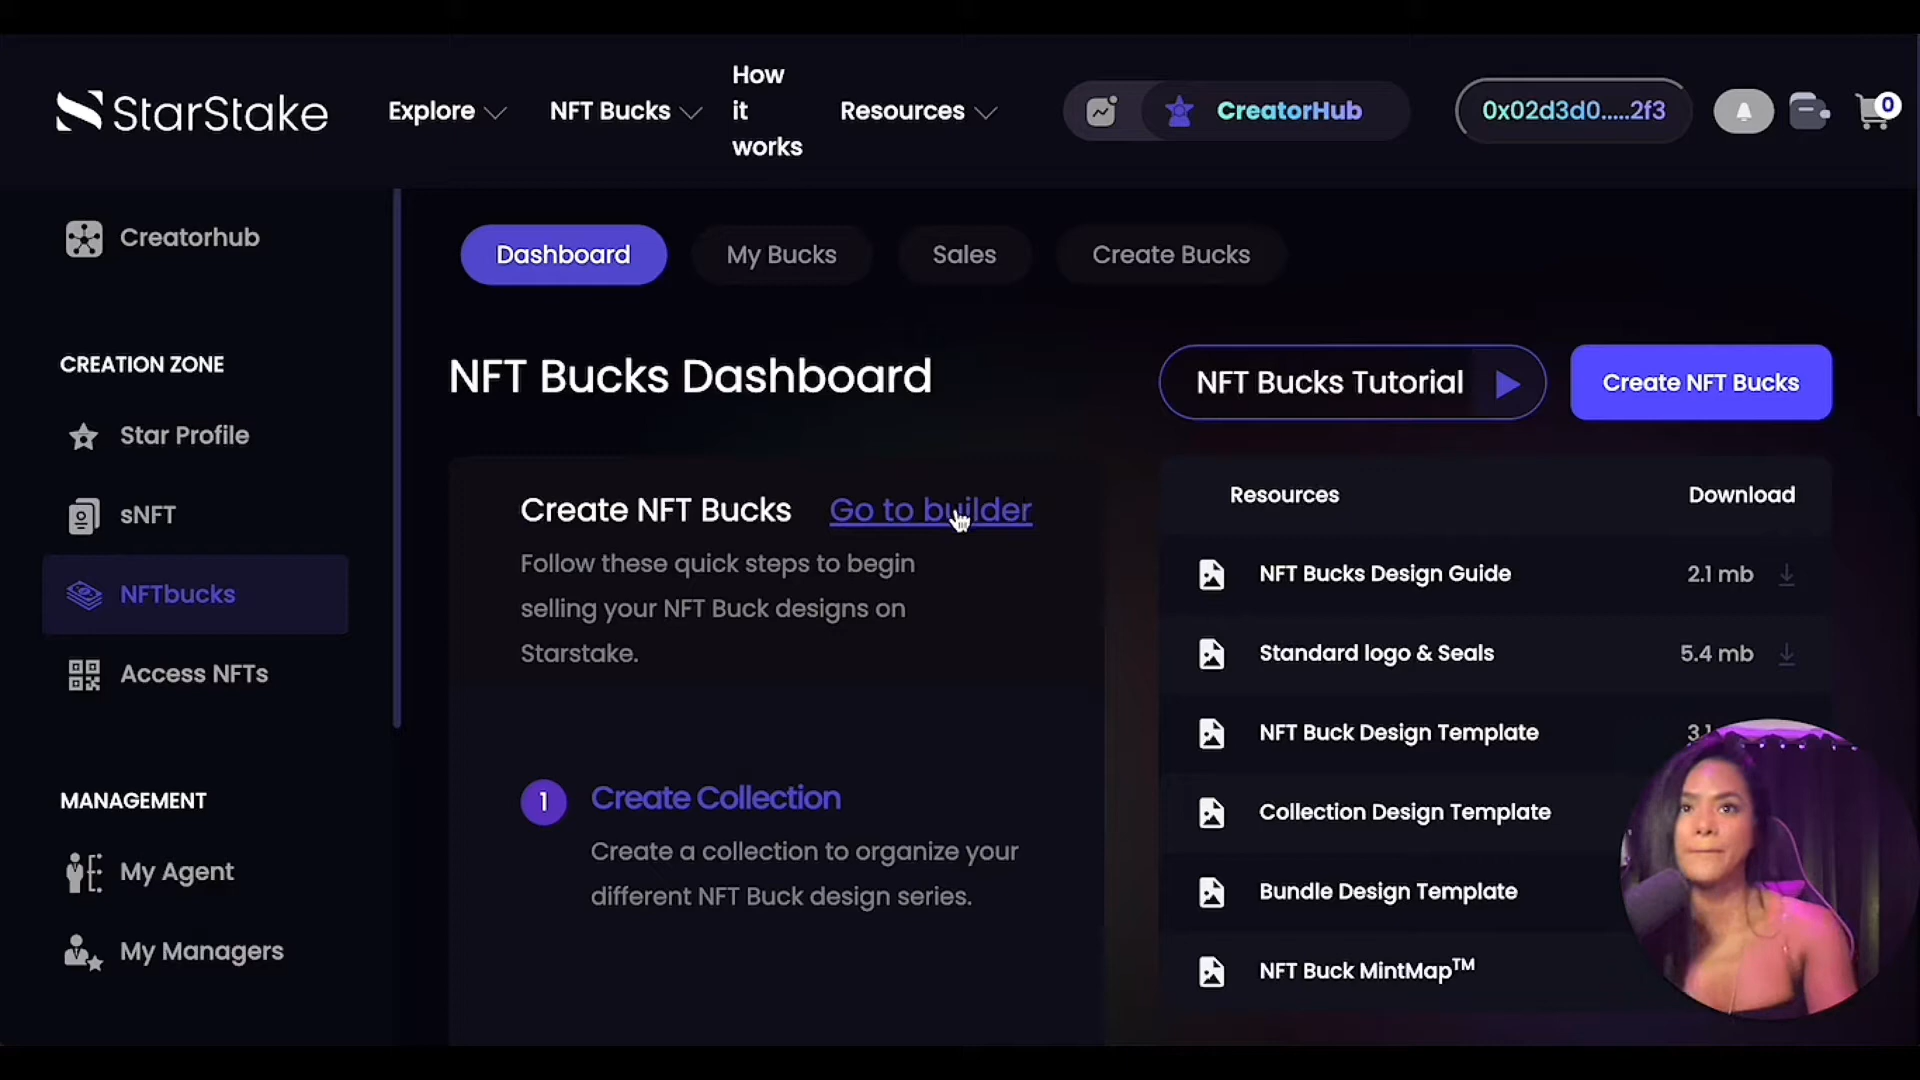 StarStake
Explore
NFT Bucks
How
it
works
Resources
CreatorHub
0x02d3d0.....2f3
0
Creatorhub
CREATION ZONE
Star Profile
sNFT
NFTbucks
Access NFTs
MANAGEMENT
My Agent
My Managers
Dashboard
My Bucks
Sales
Create Bucks
NFT Bucks Dashboard
NFT Bucks Tutorial
Create NFT Bucks
Create NFT Bucks
Go to builder
Follow these quick steps to begin
selling your NFT Buck designs on
Starstake.
1
Create Collection
Create a collection to organize your
different NFT Buck design series.
Resources
Download
NFT Bucks Design Guide
2.1 mb
Standard logo & Seals
5.4 mb
NFT Buck Design Template
Collection Design Template
Bundle Design Template
NFT Buck MintMap™